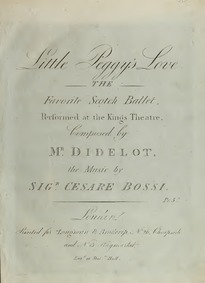 Little Peggy's Love
THE
Favorite Scotch Ballet,
Performed at the Kings Theatre,
Composed by
Mr. DIDELOT,
the Music by
SIGr. CESARE BOSSI.
London
Printed for Longman & Broderip, No. 26, Cheapside
and No. 13, Haymarket